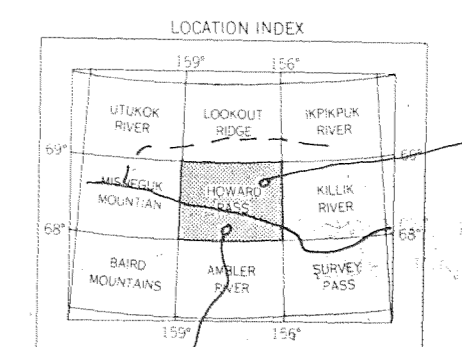 LOCATION INDEX
159° 156°
UTUKOK RIVER
LOOKOUT RIDGE
IKPIKPUK RIVER
69° 69°
MISHEGUK MOUNTIAN
HOWARD PASS
KILLIK RIVER
68° 68°
BAIRD MOUNTAINS
AMBLER RIVER
SURVEY PASS
159° 156°